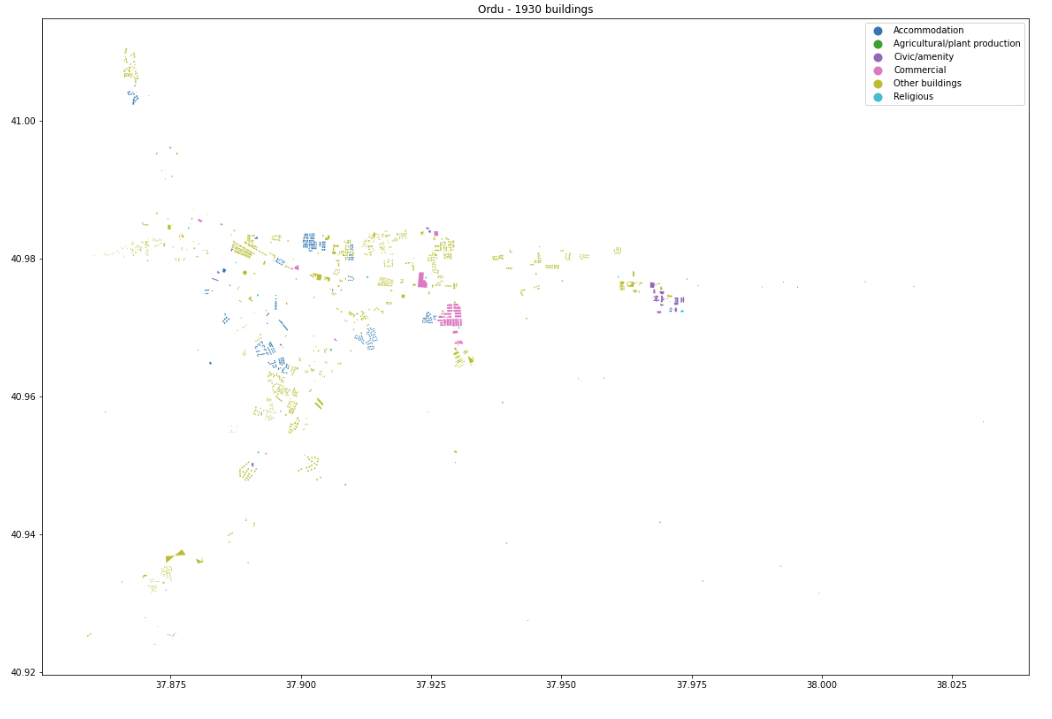 Ordu - 1930 buildings
Accommodation
Agricultural/plant production
Civic/amenity
Commercial
Other buildings
Religious
41.00
40.98
40.96
40.94
40.92
37.875 37.900 37.925 37.950 37.975 38.000 38.025